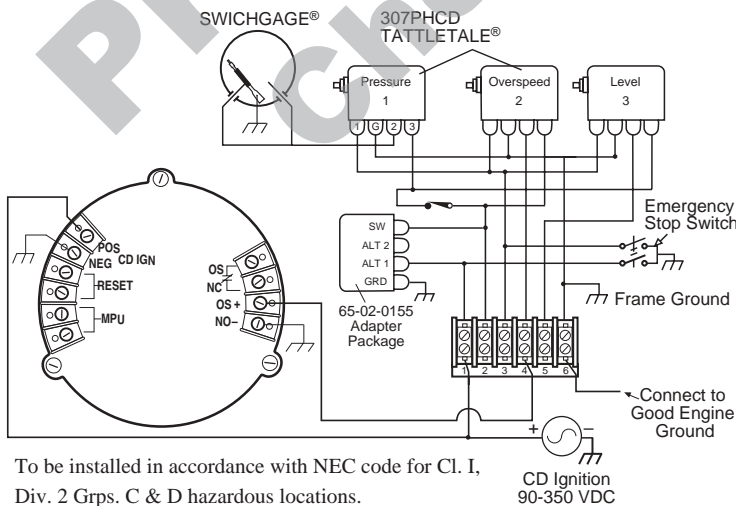 SWICHGAGE®
307PHCD
TATTLETALE®
Pressure
1
Overspeed
2
Level
3
1 G 2 3
SW
ALT 2
ALT 1
GRD
65-02-0155
Adapter
Package
Emergency
Stop Switch
Frame Ground
POS
NEG
CD IGN
RESET
MPU
OS
NC
OS +
NO–
1 2 3 4 5 6
Connect to
Good Engine
Ground
+ –
CD Ignition
90-350 VDC
To be installed in accordance with NEC code for Cl. I,
Div. 2 Grps. C & D hazardous locations.